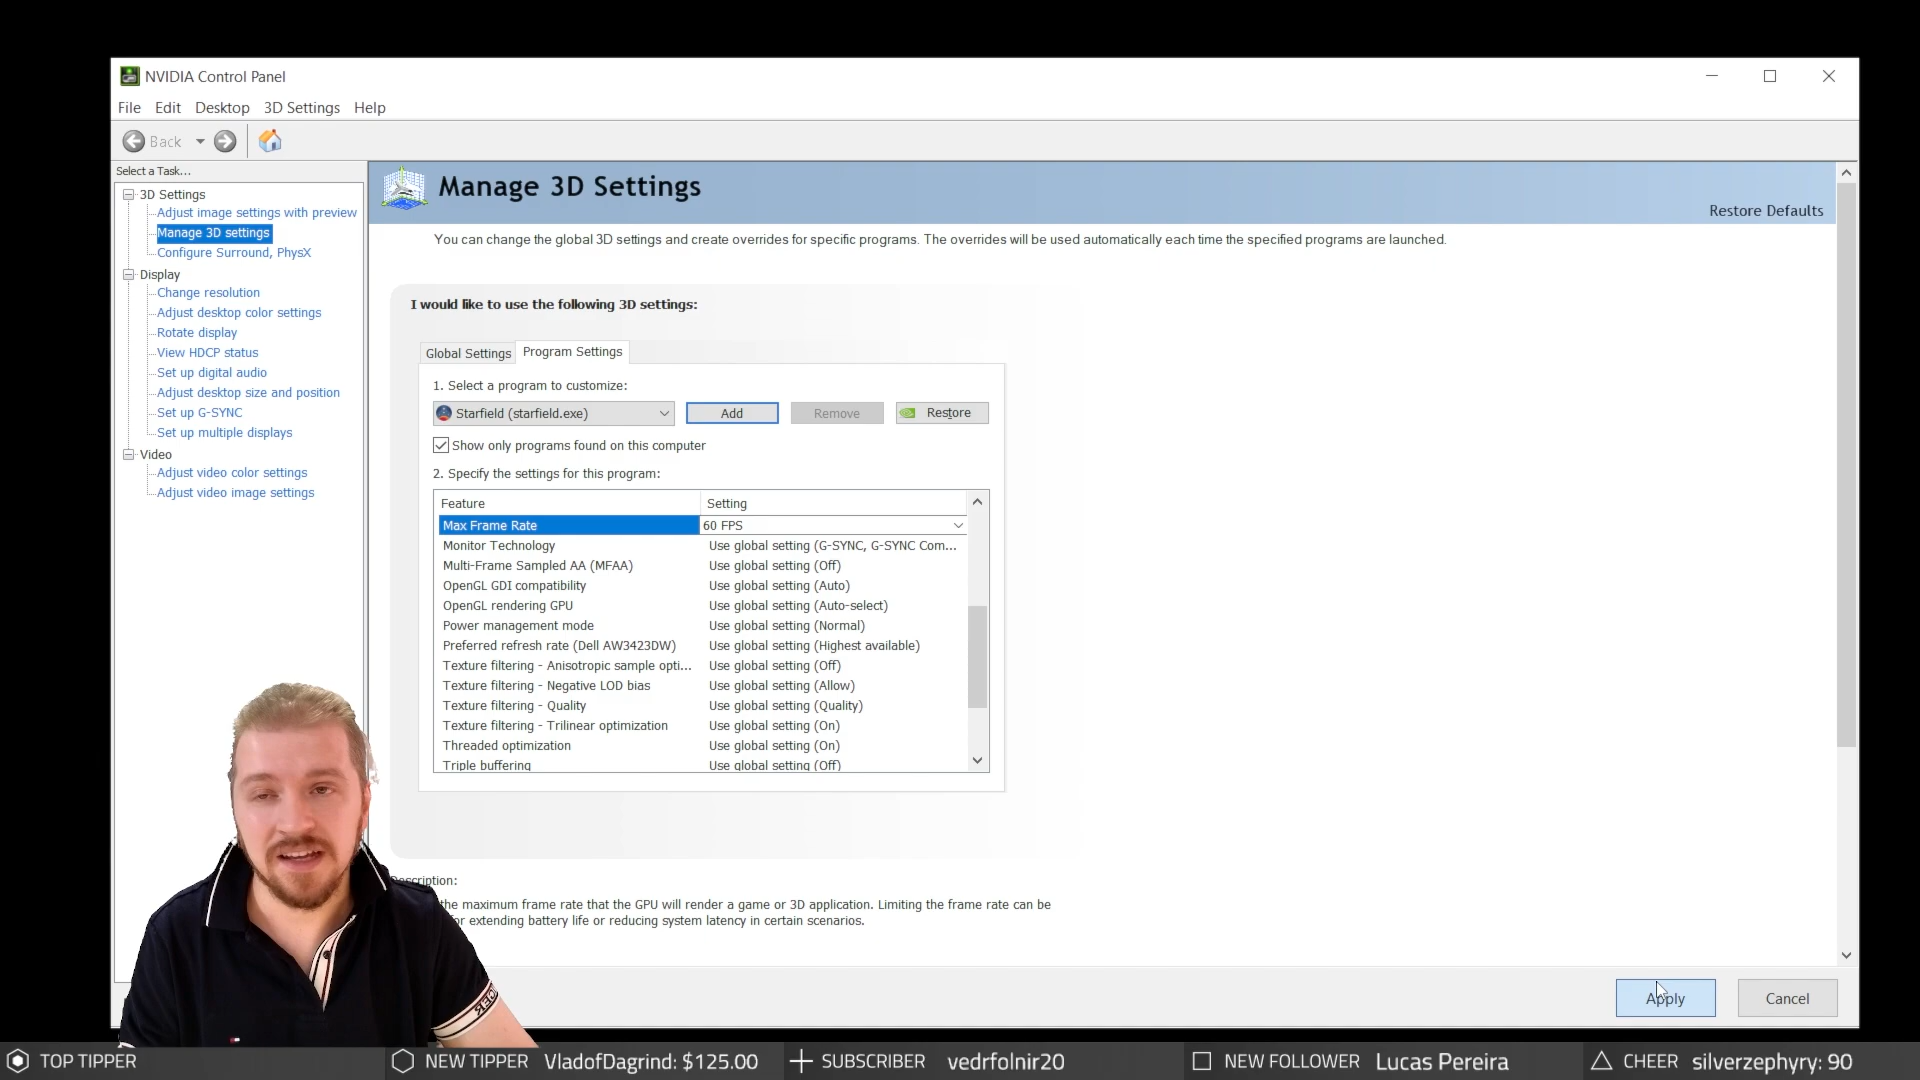 NVIDIA Control Panel
File Edit Desktop 3D Settings Help
Back
Select a Task...
3D Settings
Adjust image settings with preview
Manage 3D settings
Configure Surround, PhysX
Display
Change resolution
Adjust desktop color settings
Rotate display
View HDCP status
Set up digital audio
Adjust desktop size and position
Set up G-SYNC
Set up multiple displays
Video
Adjust video color settings
Adjust video image settings
Manage 3D Settings
Restore Defaults
You can change the global 3D settings and create overrides for specific programs. The overrides will be used automatically each time the specified programs are launched.
I would like to use the following 3D settings:
Global Settings Program Settings
1. Select a program to customize:
Starfield (starfield.exe) Add Remove Restore
Show only programs found on this computer
2. Specify the settings for this program:
Feature Setting
Max Frame Rate 60 FPS
Monitor Technology Use global setting (G-SYNC, G-SYNC Com...
Multi-Frame Sampled AA (MFAA) Use global setting (Off)
OpenGL GDI compatibility Use global setting (Auto)
OpenGL rendering GPU Use global setting (Auto-select)
Power management mode Use global setting (Normal)
Preferred refresh rate (Dell AW3423DW) Use global setting (Highest available)
Texture filtering - Anisotropic sample opti... Use global setting (Off)
Texture filtering - Negative LOD bias Use global setting (Allow)
Texture filtering - Quality Use global setting (Quality)
Texture filtering - Trilinear optimization Use global setting (On)
Threaded optimization Use global setting (On)
Triple buffering Use global setting (Off)
Description:
the maximum frame rate that the GPU will render a game or 3D application. Limiting the frame rate can be
for extending battery life or reducing system latency in certain scenarios.
Apply Cancel
TOP TIPPER NEW TIPPER VladofDagrind: $125.00 SUBSCRIBER vedrfolnir20 NEW FOLLOWER Lucas Pereira CHEER silverzephyry: 90